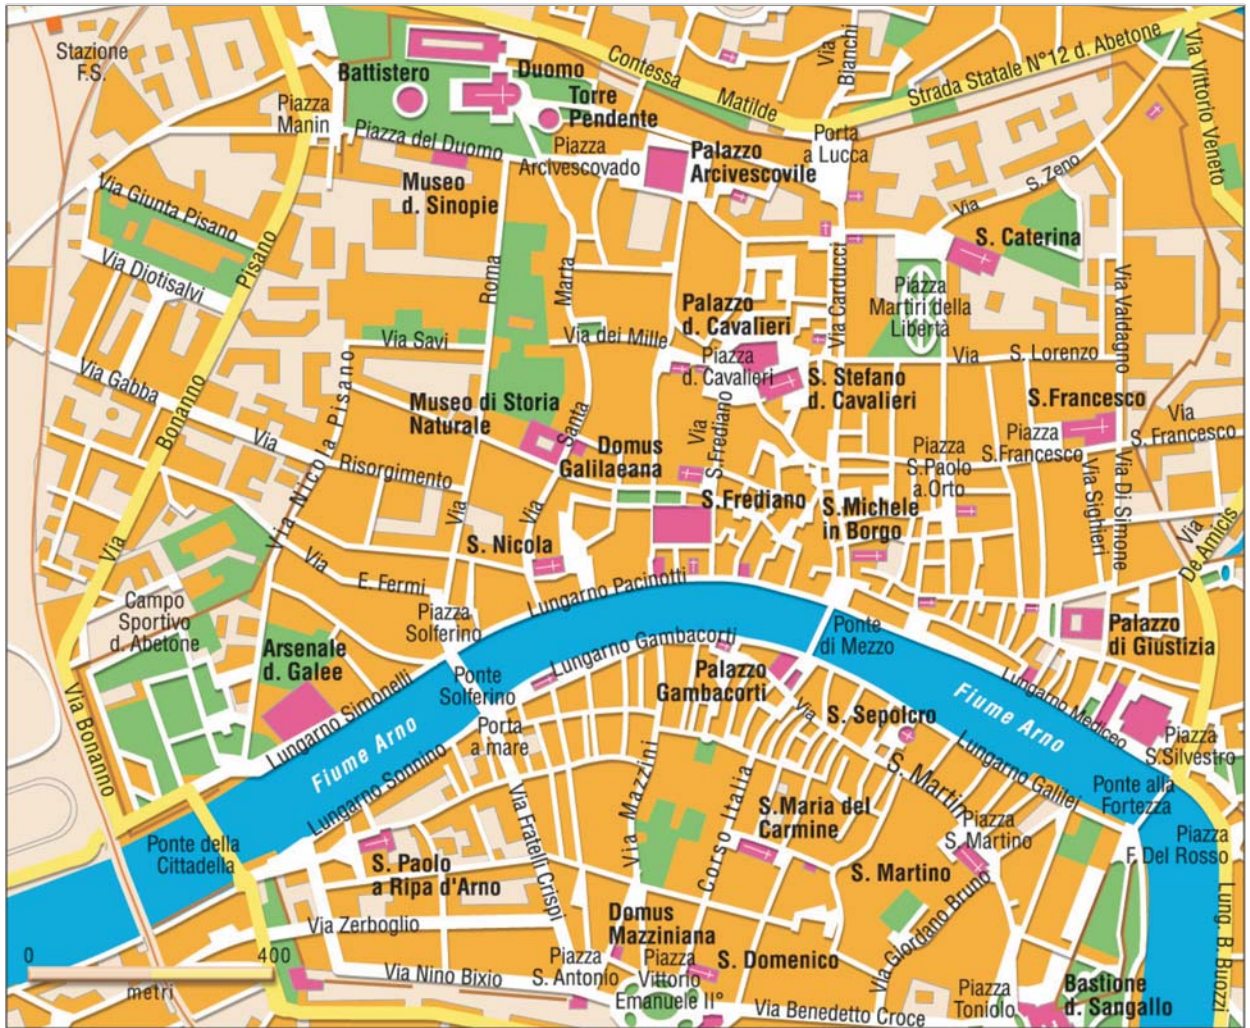 Stazione
F.S.
Battistero
Duomo
Torre
Pendente
Contessa
Matilde
Via
Bianchi
Strada Statale N°12 d. Abetone
Via Vittorio Veneto
Piazza
Manin
Piazza del Duomo
Piazza
Arcivescovado
Palazzo
Arcivescovile
Porta
a Lucca
Museo
d. Sinopie
Via
S. Zeno
Via Giunta Pisano
Via Diotisalvi
Pisano
Roma
Marta
S. Caterina
Via Carducci
Piazza
Martiri della
Libertà
Via Valdagno
Palazzo
d. Cavalieri
Via Savi
Via dei Mille
Piazza
d. Cavalieri
Via
S. Lorenzo
Via Gabba
Bonanno
Via Nicola Pisano
Museo di Storia
Naturale
Santa
S. Stefano
d. Cavalieri
S.Francesco
Via
S.Frediano
Via
Risorgimento
Domus
Galilaeana
Piazza
S.Paolo
a.Orto
Piazza
S.Francesco
Via
S. Francesco
Via
Via
S.Frediano
S.Michele
in Borgo
Via Sighieri
Via Di Simone
Via
De Amicis
Via
Via
E. Fermi
S. Nicola
Lungarno Pacinotti
Campo
Sportivo
d. Abetone
Piazza
Solferino
Arsenale
d. Galee
Lungarno Gambacorti
Ponte
di Mezzo
Palazzo
di Giustizia
Via Bonanno
Lungarno Simonelli
Ponte
Solferino
Palazzo
Gambacorti
Via
S. Sepolcro
Fiume Arno
Lungarno Mediceo
Fiume Arno
Porta
a mare
Piazza
S.Silvestro
Lungarno Sonnino
Via Mazzini
Corso Italia
S. Martino
Lungarno Galilei
Ponte alla
Fortezza
Ponte della
Cittadella
Via Fratelli Crispi
S.Maria del
Carmine
Piazza
S. Martino
Piazza
F. Del Rosso
S. Paolo
a Ripa d'Arno
S. Martino
Via Giordano Bruno
Lung. B. Buozzi
Via Zerboglio
Domus
Mazziniana
0
400
metri
Via Nino Bixio
Piazza
S. Antonio
Piazza
Vittorio
Emanuele II°
S. Domenico
Via Benedetto Croce
Piazza
Toniolo
Bastione
d. Sangallo